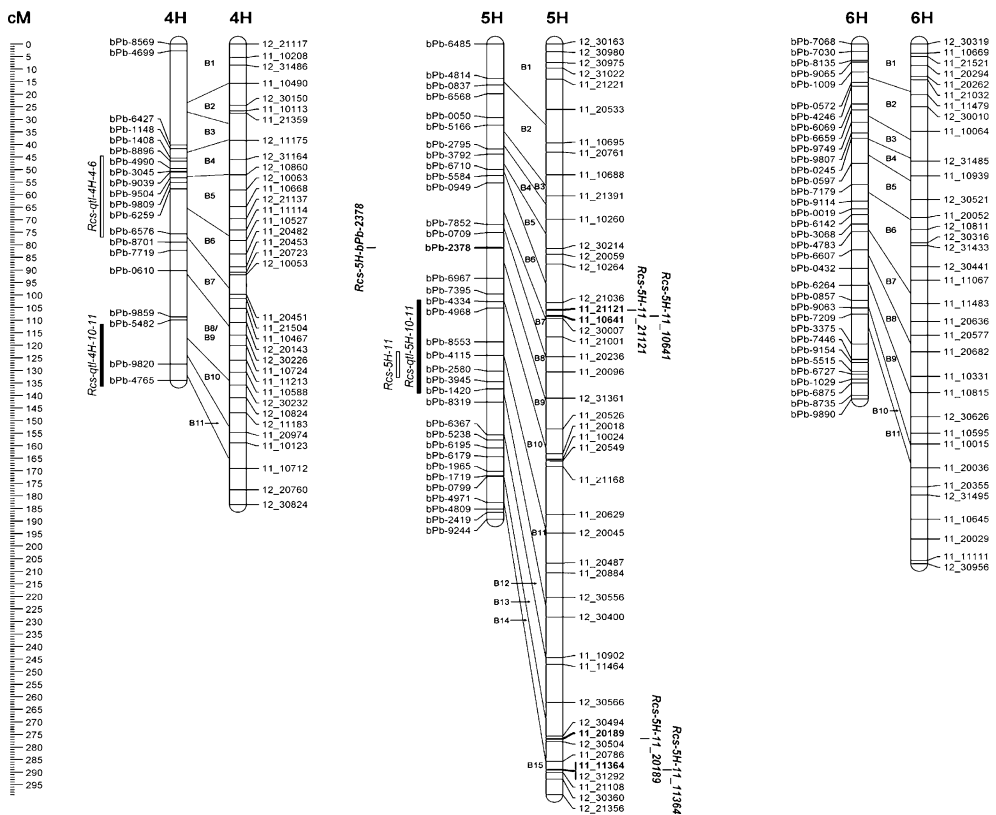 cM
4H
4H
5H
5H
6H
6H
0
5
10
15
20
25
30
35
40
45
50
55
60
65
70
75
80
85
90
95
100
105
110
115
120
125
130
135
140
145
150
155
160
165
170
175
180
185
190
195
200
205
210
215
220
225
230
235
240
245
250
255
260
265
270
275
280
285
290
295
Rcs-qtl-4H-4-6
Rcs-qtl-4H-10-11
bPb-8569
bPb-4699
bPb-6427
bPb-1148
bPb-1408
bPb-8896
bPb-4990
bPb-3045
bPb-9039
bPb-9504
bPb-9809
bPb-6259
bPb-6576
bPb-8701
bPb-7719
bPb-0610
bPb-9859
bPb-5482
bPb-9820
bPb-4765
B1
B2
B3
B4
B5
B6
B7
B8/
B9
B10
B11
12_21117
11_10208
12_31486
11_10490
12_30150
11_10113
11_21359
12_11175
11_31164
12_10860
12_10063
11_10668
12_21137
11_11114
11_10527
11_20482
11_20453
11_20723
12_10053
11_20451
11_21504
11_10467
12_20143
12_30226
11_10724
11_11213
11_10588
12_30232
12_10824
12_11183
11_20974
11_10123
11_10712
12_20760
12_30824
Rcs-5H-bPb-2378
Rcs-5H-11
Rcs-qtl-5H-10-11
bPb-6485
bPb-4814
bPb-0837
bPb-6568
bPb-0050
bPb-5166
bPb-2795
bPb-3792
bPb-6710
bPb-5584
bPb-0949
bPb-7852
bPb-0709
bPb-2378
bPb-6967
bPb-7395
bPb-4334
bPb-4968
bPb-8553
bPb-4115
bPb-2580
bPb-3945
bPb-1420
bPb-8319
bPb-6367
bPb-5238
bPb-6195
bPb-6179
bPb-1965
bPb-1719
bPb-0799
bPb-4971
bPb-4809
bPb-2419
bPb-9244
B1
B2
B3
B4
B5
B6
B7
B8
B9
B10
B11
B12
B13
B14
B15
12_30163
12_30980
12_30975
12_31022
11_21221
11_20533
11_10695
11_20761
11_10688
11_21391
11_10260
12_30214
12_20059
12_10264
12_21036
11_21121
11_10641
12_30007
11_21001
11_20236
11_20096
12_31361
11_20526
12_20018
11_10024
11_20549
11_21168
11_20629
12_20045
11_20487
11_20884
12_30556
12_30400
11_10902
11_11464
12_30566
12_30494
11_20189
12_30504
11_20786
11_11364
12_31292
11_21108
12_30360
12_21356
Rcs-5H-11_21121
Rcs-5H-11_10641
Rcs-5H-11_20189
Rcs-5H-11_11364
bPb-7068
bPb-7030
bPb-8135
bPb-9065
bPb-1009
bPb-0572
bPb-4246
bPb-6069
bPb-6659
bPb-9749
bPb-9807
bPb-0245
bPb-0597
bPb-7179
bPb-9114
bPb-0019
bPb-6142
bPb-3068
bPb-4783
bPb-6607
bPb-0432
bPb-6264
bPb-0857
bPb-9063
bPb-7209
bPb-3375
bPb-7446
bPb-9154
bPb-5515
bPb-6727
bPb-1029
bPb-6875
bPb-8735
bPb-9890
B1
B2
B3
B4
B5
B6
B7
B8
B9
B10
B11
12_30319
11_10669
11_21521
11_20294
11_20262
11_21032
11_11479
12_30010
11_10064
12_31485
11_10939
12_30521
11_20052
12_10811
12_30316
12_31433
12_30441
11_11067
11_11483
11_20636
11_20577
11_20682
11_10331
11_10815
12_30626
11_10595
11_10015
11_20036
11_20355
12_31495
11_10645
11_20029
11_11111
12_30956